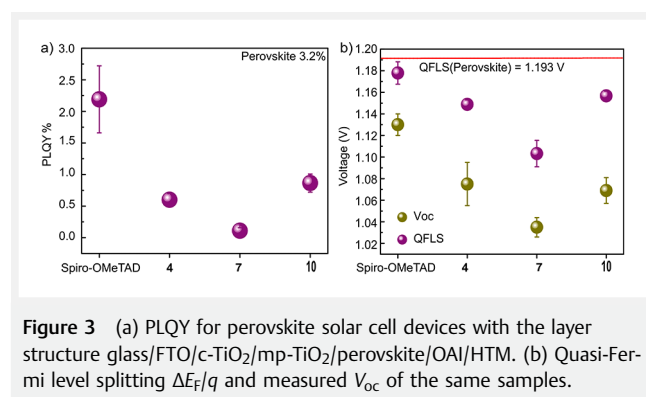 a)
3.0
2.5
2.0
1.5
1.0
0.5
0.0
PLQY %
Perovskite 3.2%
Spiro-OMeTAD 4 7 10
b)
1.20
1.18
1.16
1.14
1.12
1.10
1.08
1.06
1.04
1.02
Voltage (V)
QFLS(Perovskite) = 1.193 V
Voc
QFLS
Spiro-OMeTAD 4 7 10
Figure 3 (a) PLQY for perovskite solar cell devices with the layer
structure glass/FTO/c-TiO₂/mp-TiO₂/perovskite/OAI/HTM. (b) Quasi-Fer-
mi level splitting ΔE_F/q and measured V_oc of the same samples.